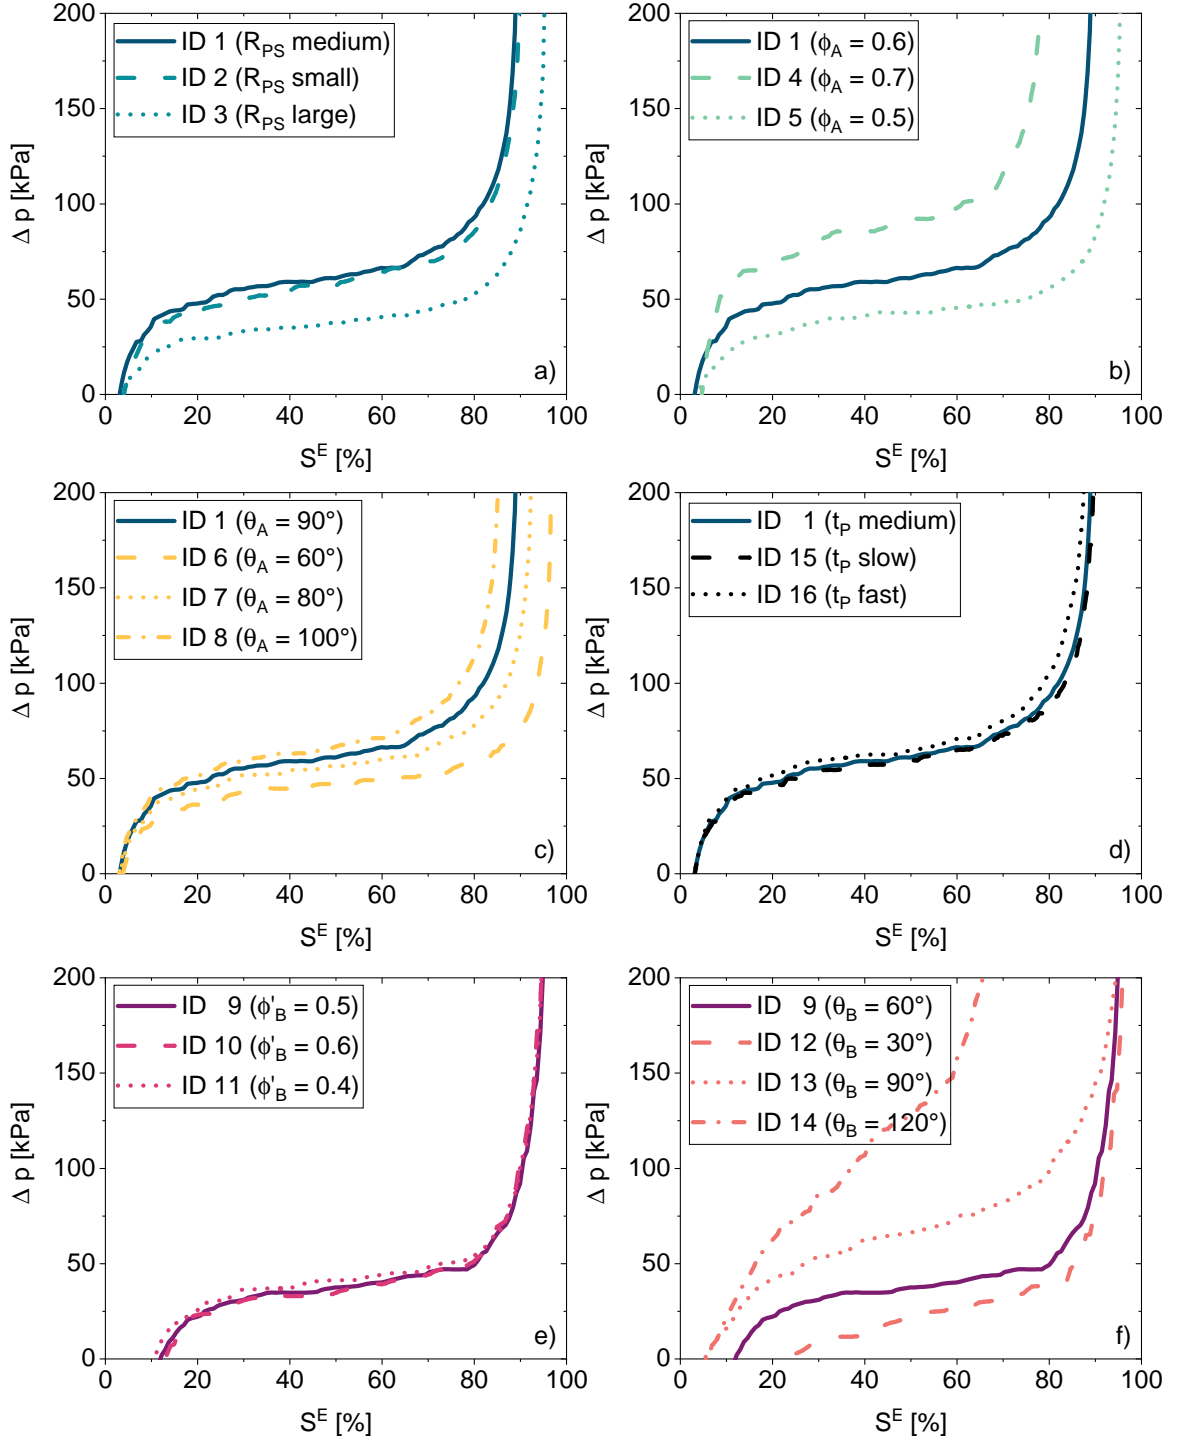 200
150
100
50
0
Δ p [kPa]
ID 1 (R_PS medium)
ID 2 (R_PS small)
ID 3 (R_PS large)
a)
0 20 40 60 80 100
S^E [%]
200
150
100
50
0
Δ p [kPa]
ID 1 (ϕ_A = 0.6)
ID 4 (ϕ_A = 0.7)
ID 5 (ϕ_A = 0.5)
b)
0 20 40 60 80 100
S^E [%]
200
150
100
50
0
Δ p [kPa]
ID 1 (θ_A = 90°)
ID 6 (θ_A = 60°)
ID 7 (θ_A = 80°)
ID 8 (θ_A = 100°)
c)
0 20 40 60 80 100
S^E [%]
200
150
100
50
0
Δ p [kPa]
ID 1 (t_P medium)
ID 15 (t_P slow)
ID 16 (t_P fast)
d)
0 20 40 60 80 100
S^E [%]
200
150
100
50
0
Δ p [kPa]
ID 9 (ϕ'_B = 0.5)
ID 10 (ϕ'_B = 0.6)
ID 11 (ϕ'_B = 0.4)
e)
0 20 40 60 80 100
S^E [%]
200
150
100
50
0
Δ p [kPa]
ID 9 (θ_B = 60°)
ID 12 (θ_B = 30°)
ID 13 (θ_B = 90°)
ID 14 (θ_B = 120°)
f)
0 20 40 60 80 100
S^E [%]